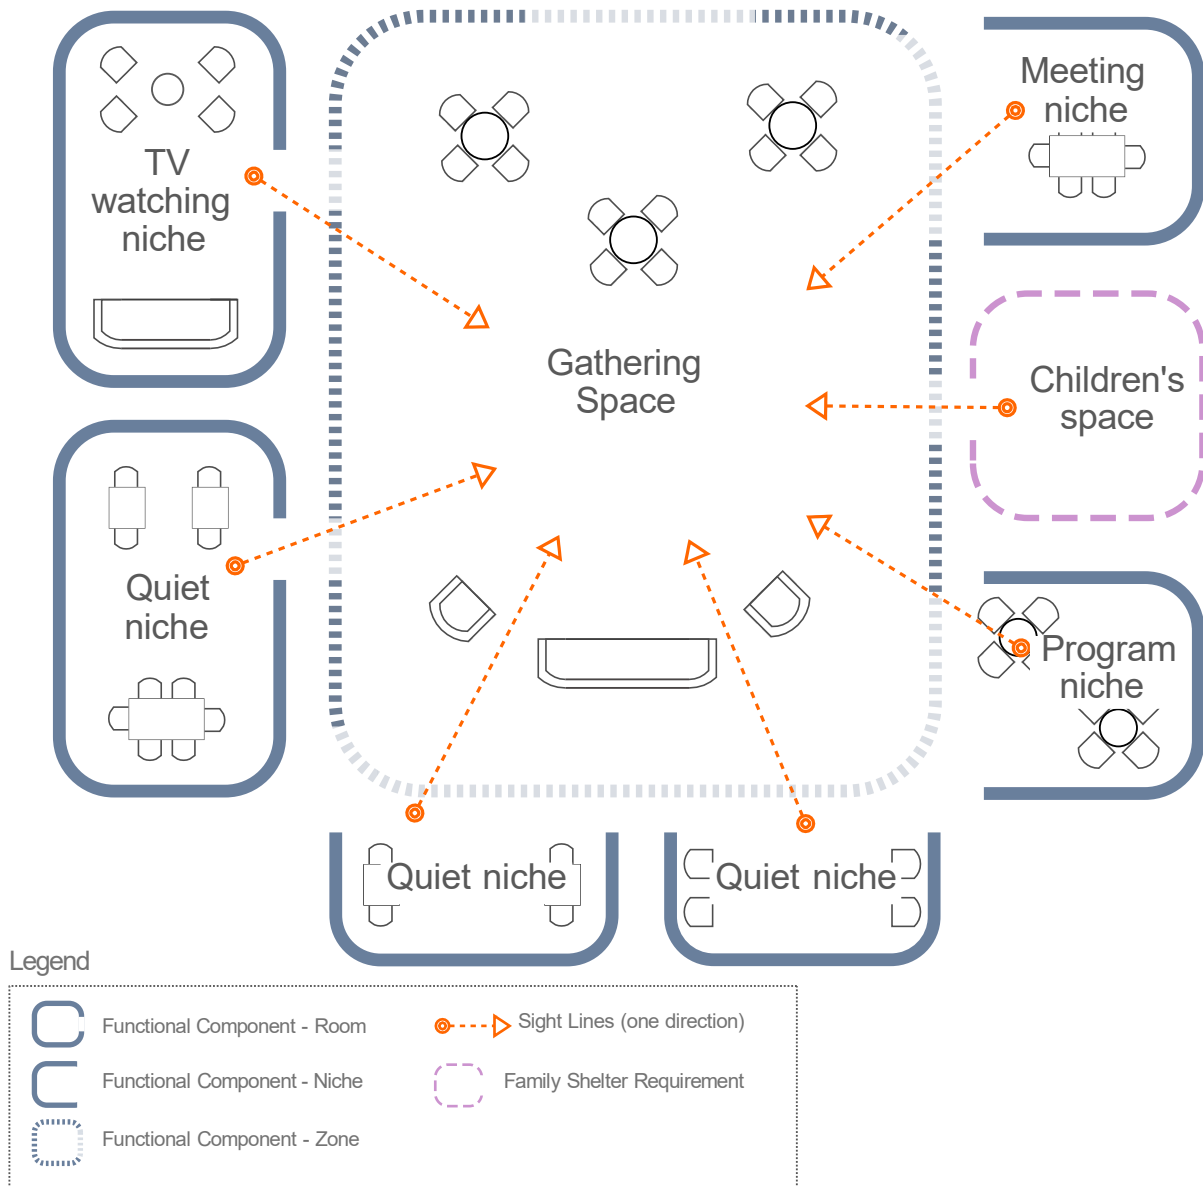 TV
watching
niche
Meeting
niche
Gathering
Space
Children's
space
Quiet
niche
Program
niche
Quiet niche
Quiet niche
Legend
Functional Component - Room
Sight Lines (one direction)
Functional Component - Niche
Family Shelter Requirement
Functional Component - Zone